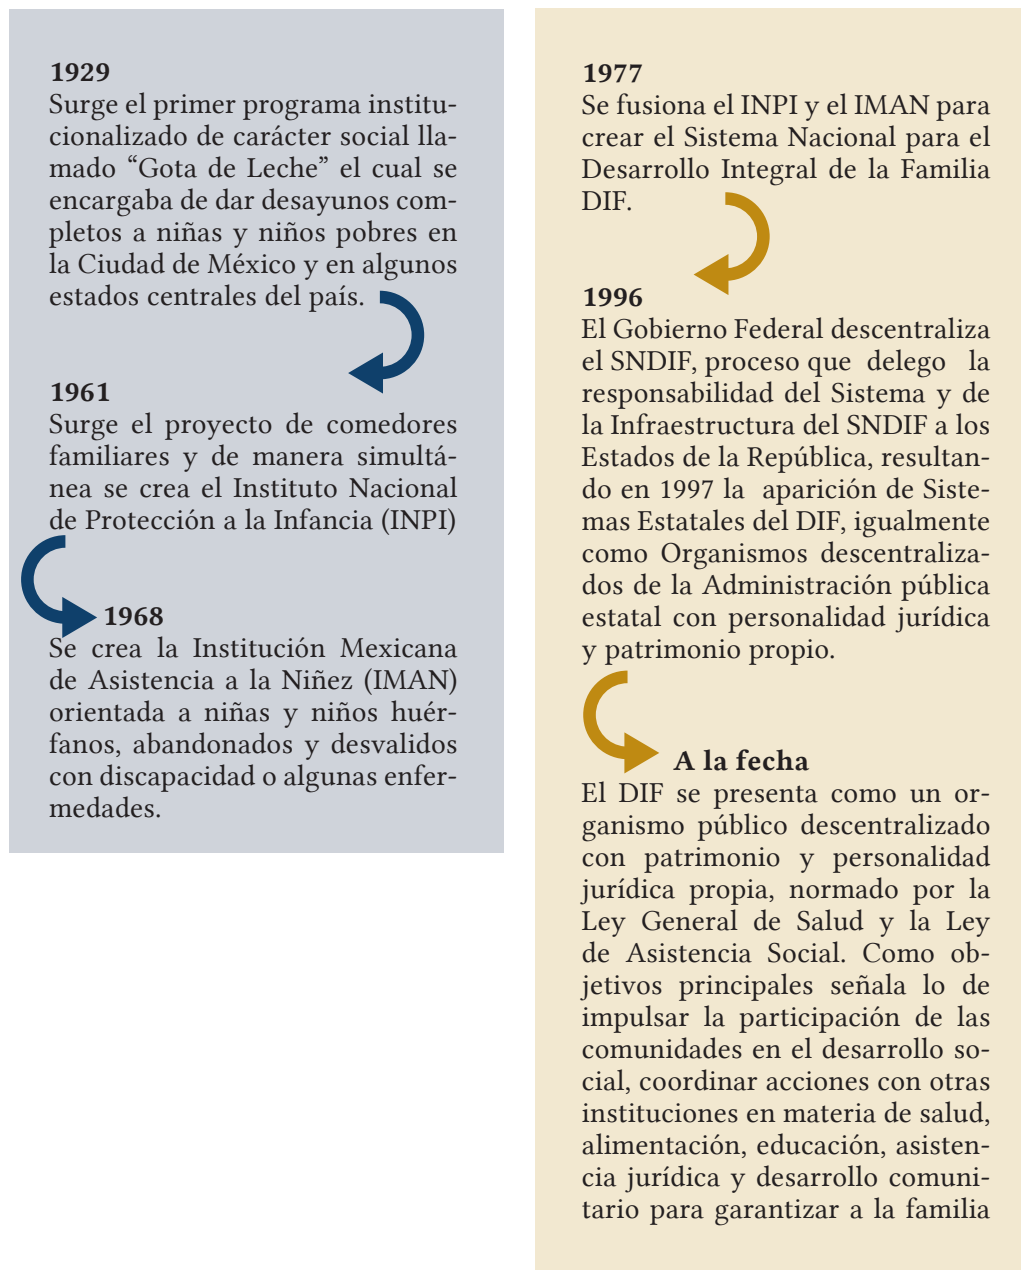 1929
Surge el primer programa institu-
cionalizado de carácter social lla-
mado “Gota de Leche” el cual se
encargaba de dar desayunos com-
pletos a niñas y niños pobres en
la Ciudad de México y en algunos
estados centrales del país.
1961
Surge el proyecto de comedores
familiares y de manera simultá-
nea se crea el Instituto Nacional
de Protección a la Infancia (INPI)
1968
Se crea la Institución Mexicana
de Asistencia a la Niñez (IMAN)
orientada a niñas y niños huér-
fanos, abandonados y desvalidos
con discapacidad o algunas enfer-
medades.
1977
Se fusiona el INPI y el IMAN para
crear el Sistema Nacional para el
Desarrollo Integral de la Familia
DIF.
1996
El Gobierno Federal descentraliza
el SNDIF, proceso que delego la
responsabilidad del Sistema y de
la Infraestructura del SNDIF a los
Estados de la República, resultan-
do en 1997 la aparición de Siste-
mas Estatales del DIF, igualmente
como Organismos descentraliza-
dos de la Administración pública
estatal con personalidad jurídica
y patrimonio propio.
A la fecha
El DIF se presenta como un or-
ganismo público descentralizado
con patrimonio y personalidad
jurídica propia, normado por la
Ley General de Salud y la Ley
de Asistencia Social. Como ob-
jetivos principales señala lo de
impulsar la participación de las
comunidades en el desarrollo so-
cial, coordinar acciones con otras
instituciones en materia de salud,
alimentación, educación, asisten-
cia jurídica y desarrollo comuni-
tario para garantizar a la familia